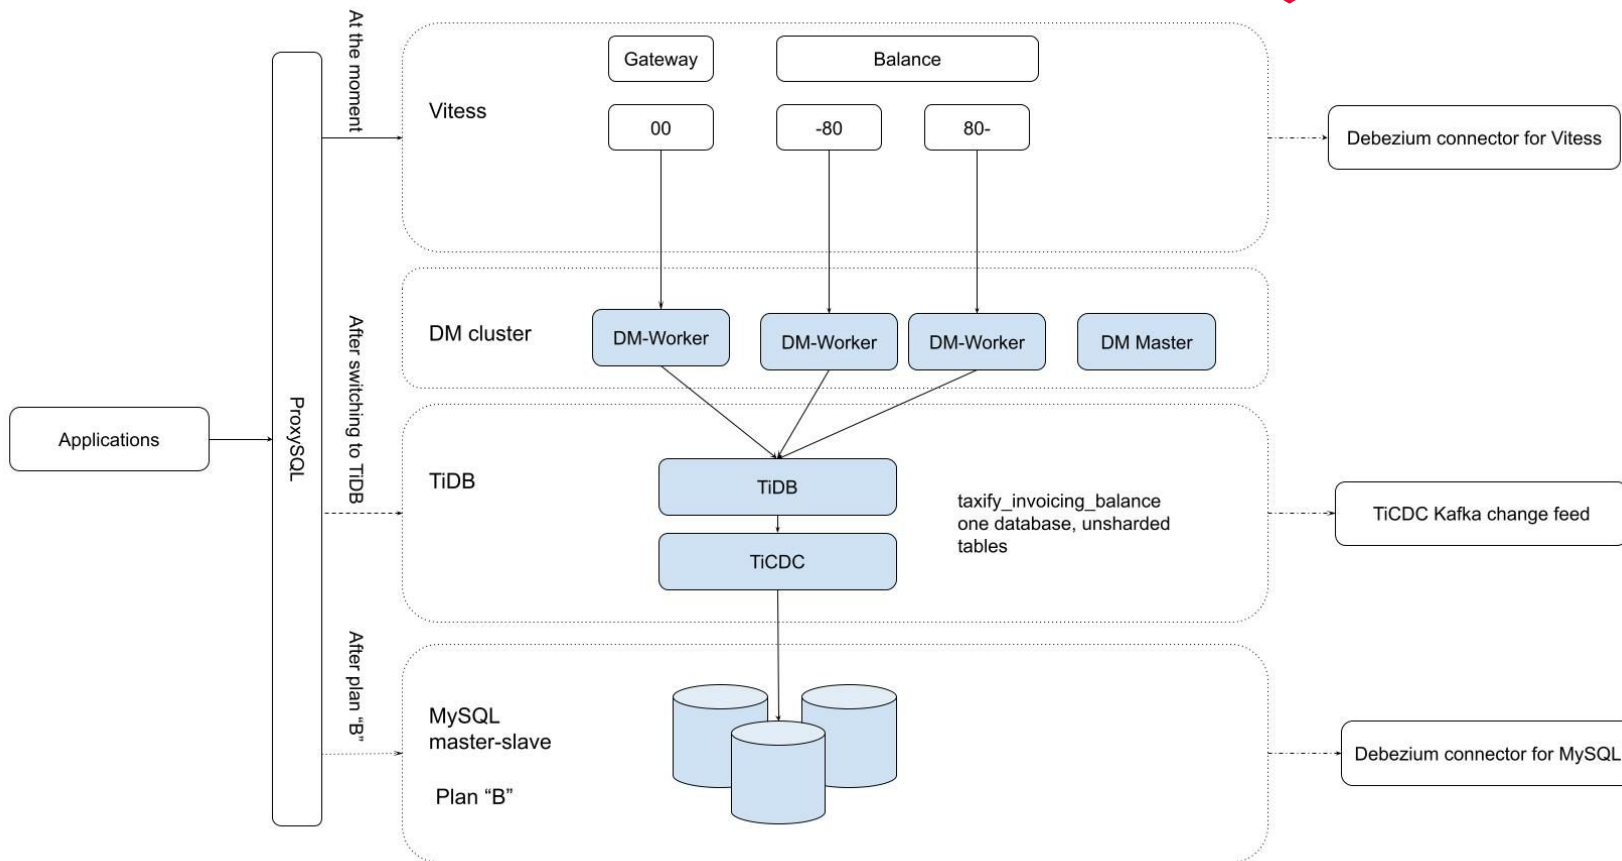 At the moment
Gateway
Balance
Vitess
00
-80
80-
Debezium connector for Vitess
After switching to TiDB
DM cluster
DM-Worker
DM-Worker
DM-Worker
DM Master
Applications
ProxySQL
TiDB
TiDB
TiCDC
taxify_invoicing_balance
one database, unsharded
tables
TiCDC Kafka change feed
After plan “B”
MySQL
master-slave
Plan “B”
Debezium connector for MySQL